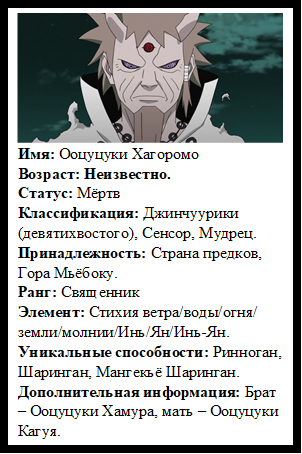 Имя: Ооцуцуки Хагоромо
Возраст: Неизвестно.
Статус: Мёртв
Классификация: Джинчуурики
(девятихвостого), Сенсор, Мудрец.
Принадлежность: Страна предков,
Гора Мьёбоку.
Ранг: Священник
Элемент: Стихия ветра/воды/огня/
земли/молнии/Инь/Ян/Инь-Ян.
Уникальные способности: Ринноган,
Шаринган, Мангекьё Шаринган.
Дополнительная информация: Брат
– Ооцуцуки Хамура, мать – Ооцуцуки
Кагуя.